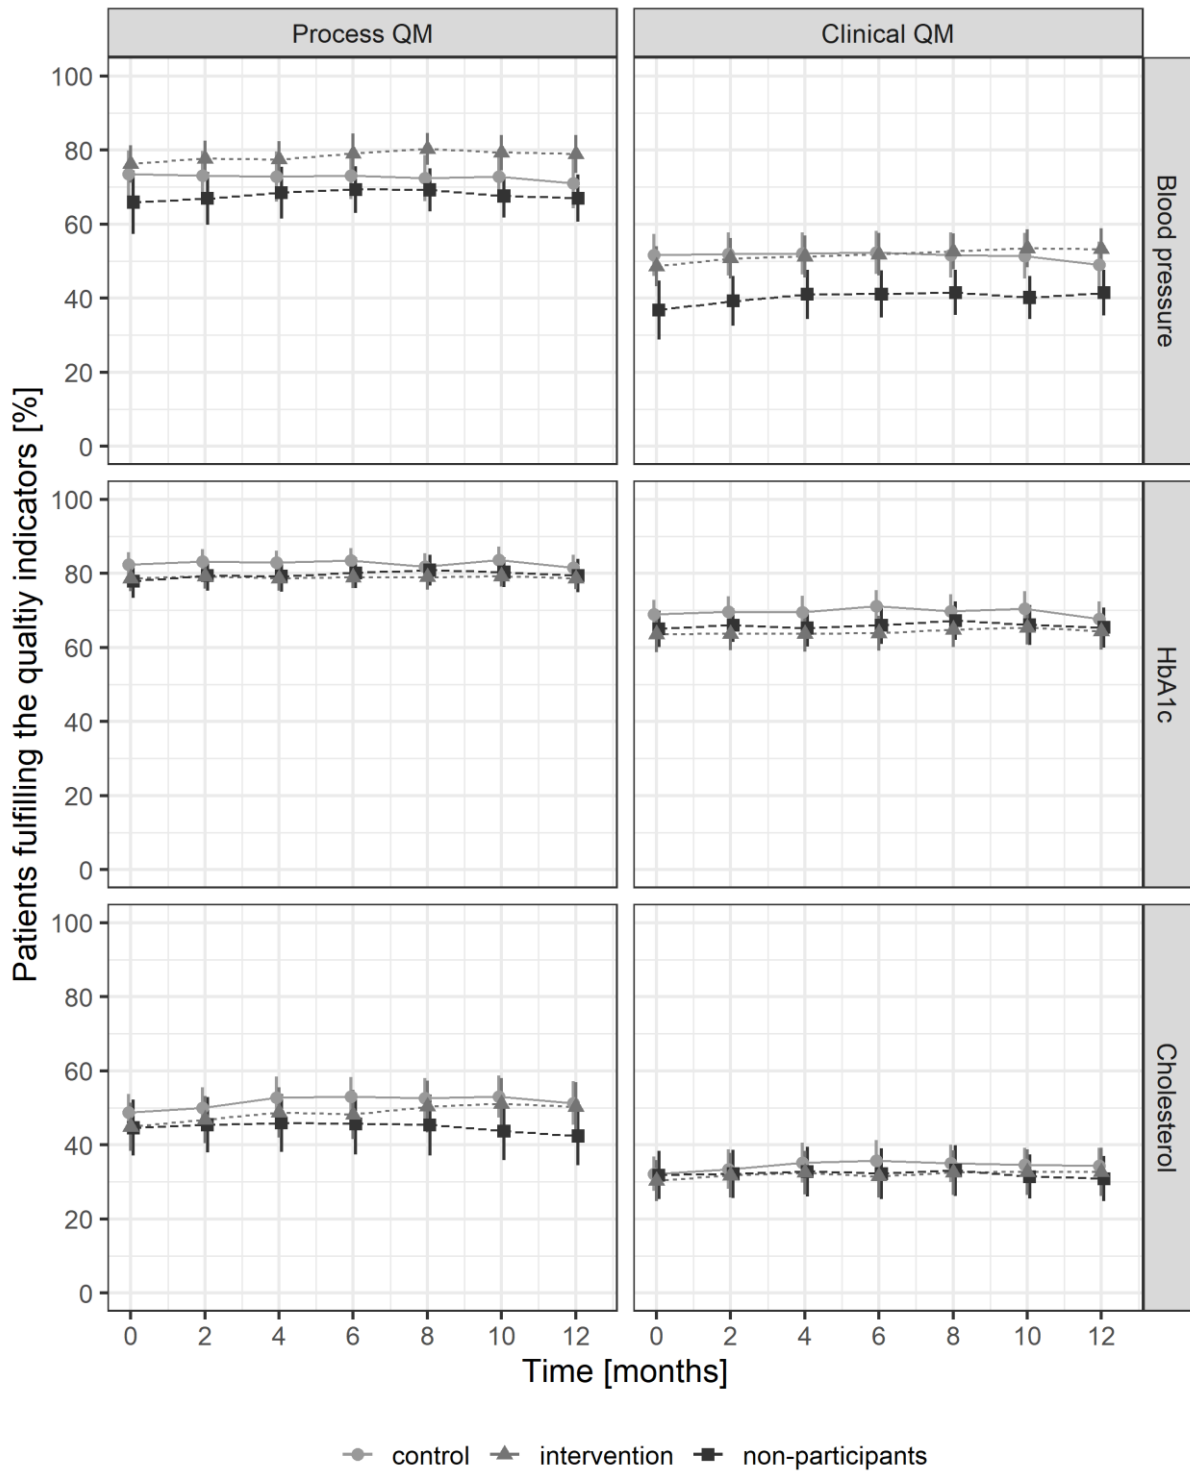 Process QM
Clinical QM
100
80
60
40
20
0
Blood pressure
100
80
60
40
20
0
HbA1c
100
80
60
40
20
0
Cholesterol
Patients fulfilling the qualtiy indicators [%]
0 2 4 6 8 10 12
0 2 4 6 8 10 12
Time [months]
control intervention non-participants